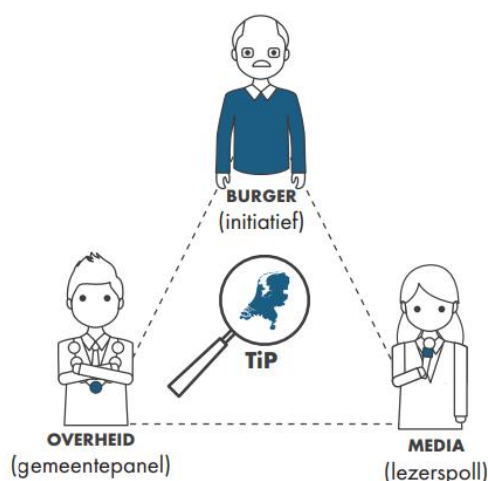 BURGER
(initiatief)
TiP
OVERHEID
(gemeentepanel)
MEDIA
(lezerspoll)